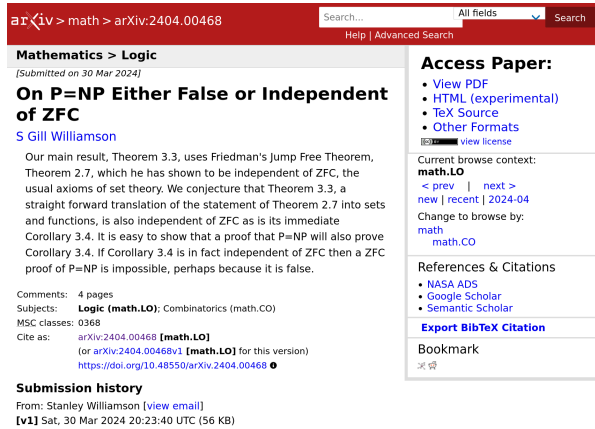 arXiv > math > arXiv:2404.00468
Search...
All fields
Search
Help | Advanced Search
Mathematics > Logic
[Submitted on 30 Mar 2024]
On P=NP Either False or Independent
of ZFC
S Gill Williamson
Our main result, Theorem 3.3, uses Friedman's Jump Free Theorem,
Theorem 2.7, which he has shown to be independent of ZFC, the
usual axioms of set theory. We conjecture that Theorem 3.3, a
straight forward translation of the statement of Theorem 2.7 into sets
and functions, is also independent of ZFC as is its immediate
Corollary 3.4. It is easy to show that a proof that P=NP will also prove
Corollary 3.4. If Corollary 3.4 is in fact independent of ZFC then a ZFC
proof of P=NP is impossible, perhaps because it is false.
Comments: 4 pages
Subjects: Logic (math.LO); Combinatorics (math.CO)
MSC classes: 0368
Cite as: arXiv:2404.00468 [math.LO]
(or arXiv:2404.00468v1 [math.LO] for this version)
https://doi.org/10.48550/arXiv.2404.00468
Submission history
From: Stanley Williamson [view email]
[v1] Sat, 30 Mar 2024 20:23:40 UTC (56 KB)
Access Paper:
• View PDF
• HTML (experimental)
• TeX Source
• Other Formats
view license
Current browse context:
math.LO
< prev | next >
new | recent | 2024-04
Change to browse by:
math
math.CO
References & Citations
• NASA ADS
• Google Scholar
• Semantic Scholar
Export BibTeX Citation
Bookmark